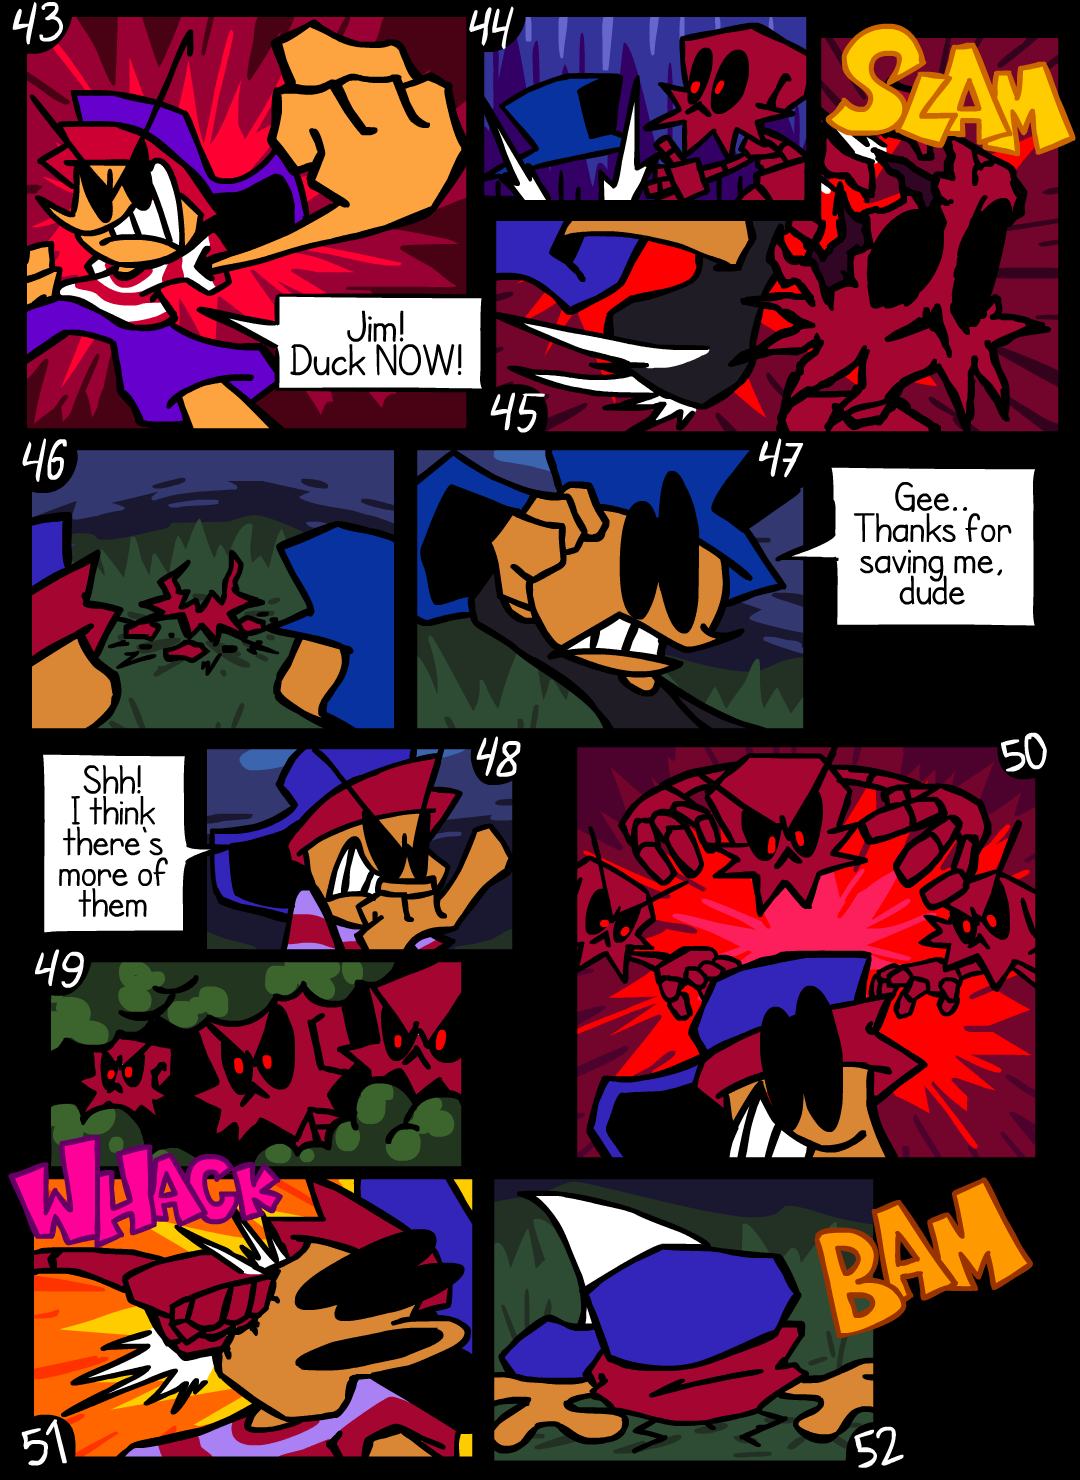 43
Jim!
Duck NOW!
44
SLAM
45
46
47
Gee..
Thanks for
saving me,
dude
48
Shh!
I think
there's
more of
them
49
50
WHACK
51
BAM
52